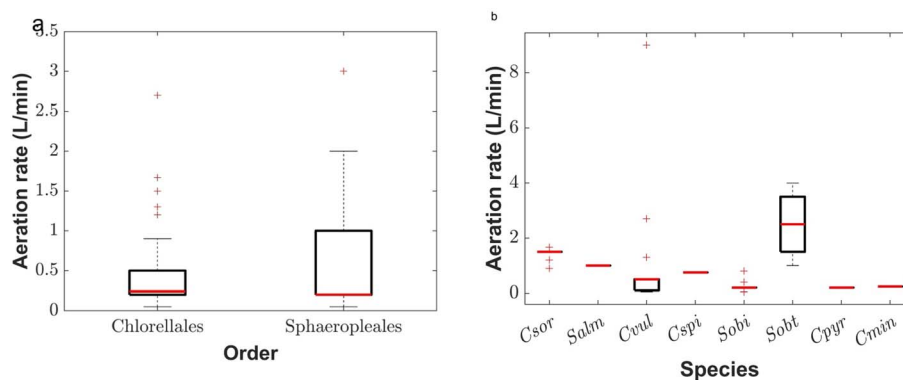 a
Aeration rate (L/min)
3.5
3
2.5
2
1.5
1
0.5
0
Chlorellales
Sphaeropleales
Order
b
Aeration rate (L/min)
8
6
4
2
0
Csor
Salm
Cvul
Cspi
Sobi
Sobt
Cpyr
Cmin
Species